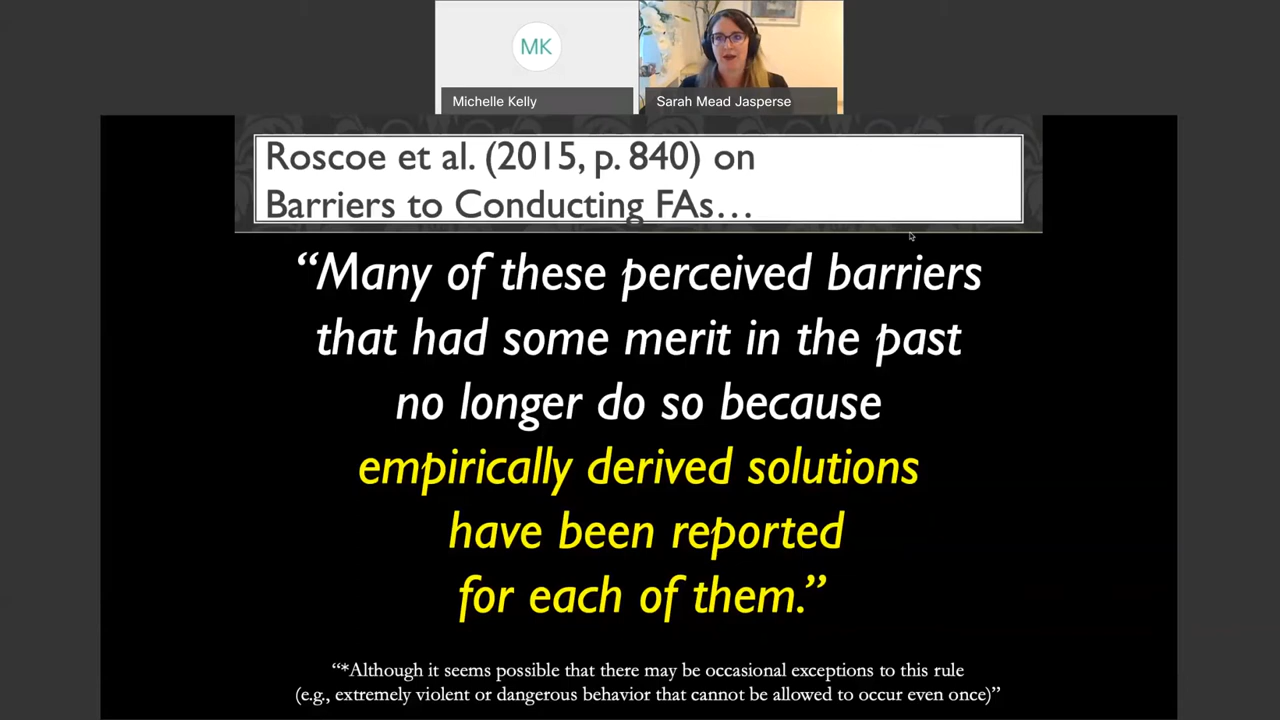 MK
Michelle Kelly
Sarah Mead Jasperse
Roscoe et al. (2015, p. 840) on
Barriers to Conducting FAs…
“Many of these perceived barriers
that had some merit in the past
no longer do so because
empirically derived solutions
have been reported
for each of them.”
“*Although it seems possible that there may be occasional exceptions to this rule
(e.g., extremely violent or dangerous behavior that cannot be allowed to occur even once)”